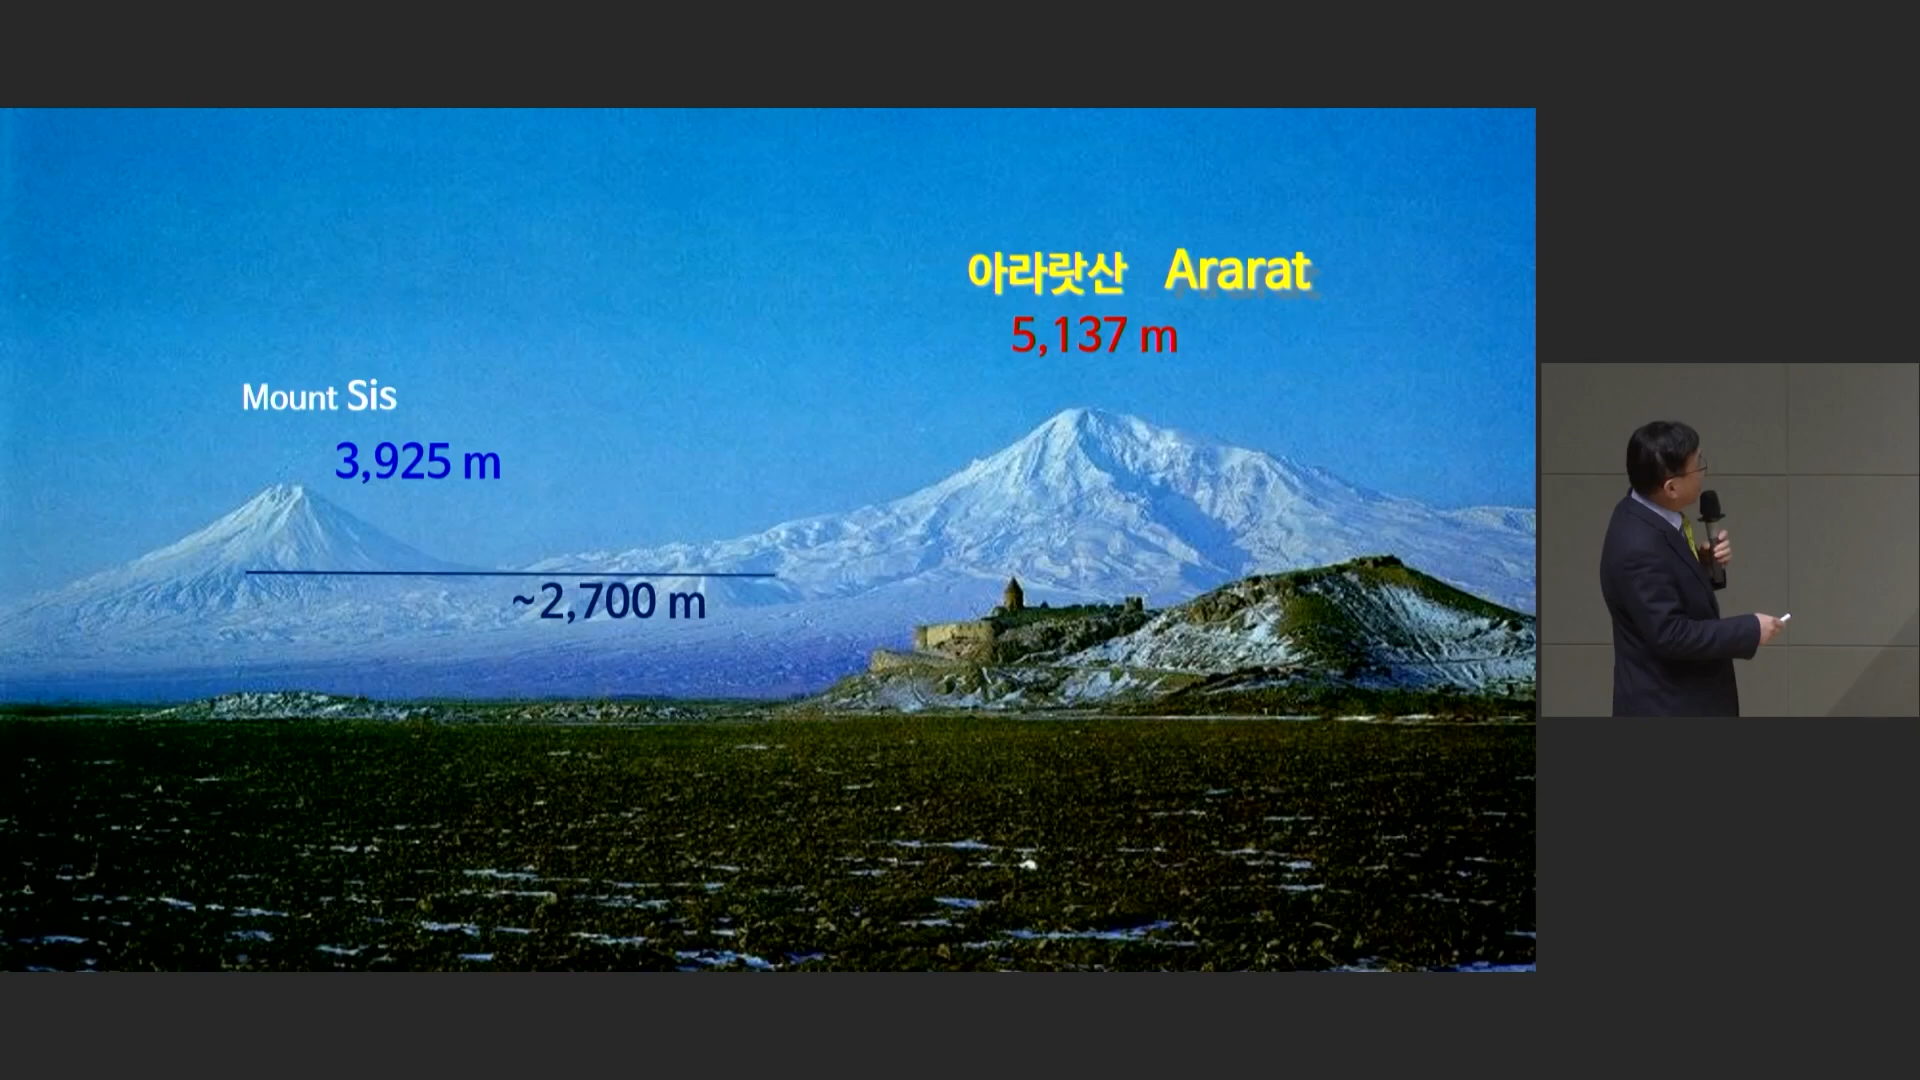 아라랏산 Ararat
5,137 m
Mount Sis
3,925 m
~2,700 m